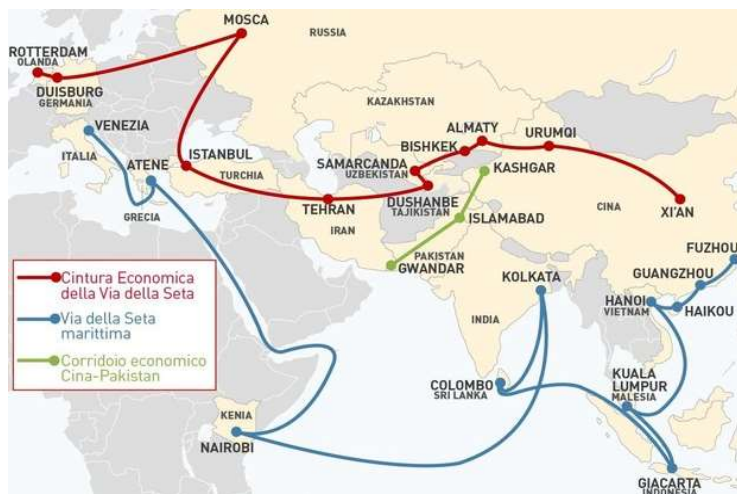 MOSCA
RUSSIA
ROTTERDAM
OLANDA
DUISBURG
GERMANIA
KAZAKHSTAN
VENEZIA
ALMATY
URUMQI
BISHKEK
ITALIA
ATENE
ISTANBUL
TURCHIA
SAMARCANDA
UZBEKISTAN
KASHGAR
DUSHANBE
TAJIKISTAN
TEHRAN
IRAN
CINA
XI'AN
GRECIA
ISLAMABAD
PAKISTAN
GWANDAR
FUZHOU
GUANGZHOU
KOLKATA
HANOI
VIETNAM
HAIKOU
INDIA
Cintura Economica
della Via della Seta
Via della Seta
marittima
Corridoio economico
Cina-Pakistan
COLOMBO
SRI LANKA
KUALA
LUMPUR
MALESIA
KENIA
NAIROBI
GIACARTA
INDONESIA